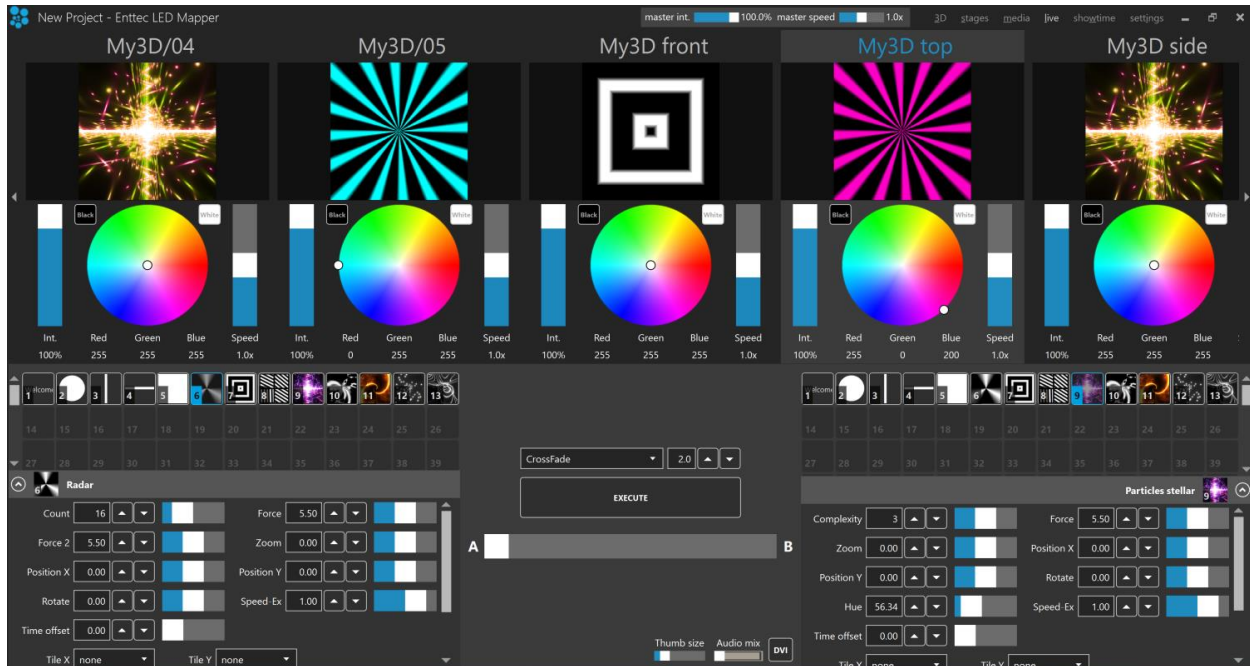 New Project - Enttec LED Mapper
master int. 100.0% master speed 1.0x
3D stages media live showtime settings
My3D/04 My3D/05 My3D front My3D top My3D side
Black White Black White Black White Black White Black White
Int. Red Green Blue Speed Int. Red Green Blue Speed Int. Red Green Blue Speed Int. Red Green Blue Speed Int. Red Green Blue
100% 255 255 255 1.0x 100% 0 255 255 1.0x 100% 255 255 255 1.0x 100% 255 0 200 1.0x 100% 255 255 255
1 2 3 4 5 6 7 8 9 10 11 12 13
14 15 16 17 18 19 20 21 22 23 24 25 26
27 28 29 30 31 32 33 34 35 36 37 38 39
6 Radar
Count 16 Force 5.50
Force 2 5.50 Zoom 0.00
Position X 0.00 Position Y 0.00
Rotate 0.00 Speed-Ex 1.00
Time offset 0.00
Tile X none Tile Y none
CrossFade 2.0
EXECUTE
A B
Thumb size Audio mix DVI
1 2 3 4 5 6 7 8 9 10 11 12 13
14 15 16 17 18 19 20 21 22 23 24 25 26
27 28 29 30 31 32 33 34 35 36 37 38 39
Particles stellar 9
Complexity 3 Force 5.50
Zoom 0.00 Position X 0.00
Position Y 0.00 Rotate 0.00
Hue 56.34 Speed-Ex 1.00
Time offset 0.00
Tile X none Tile Y none